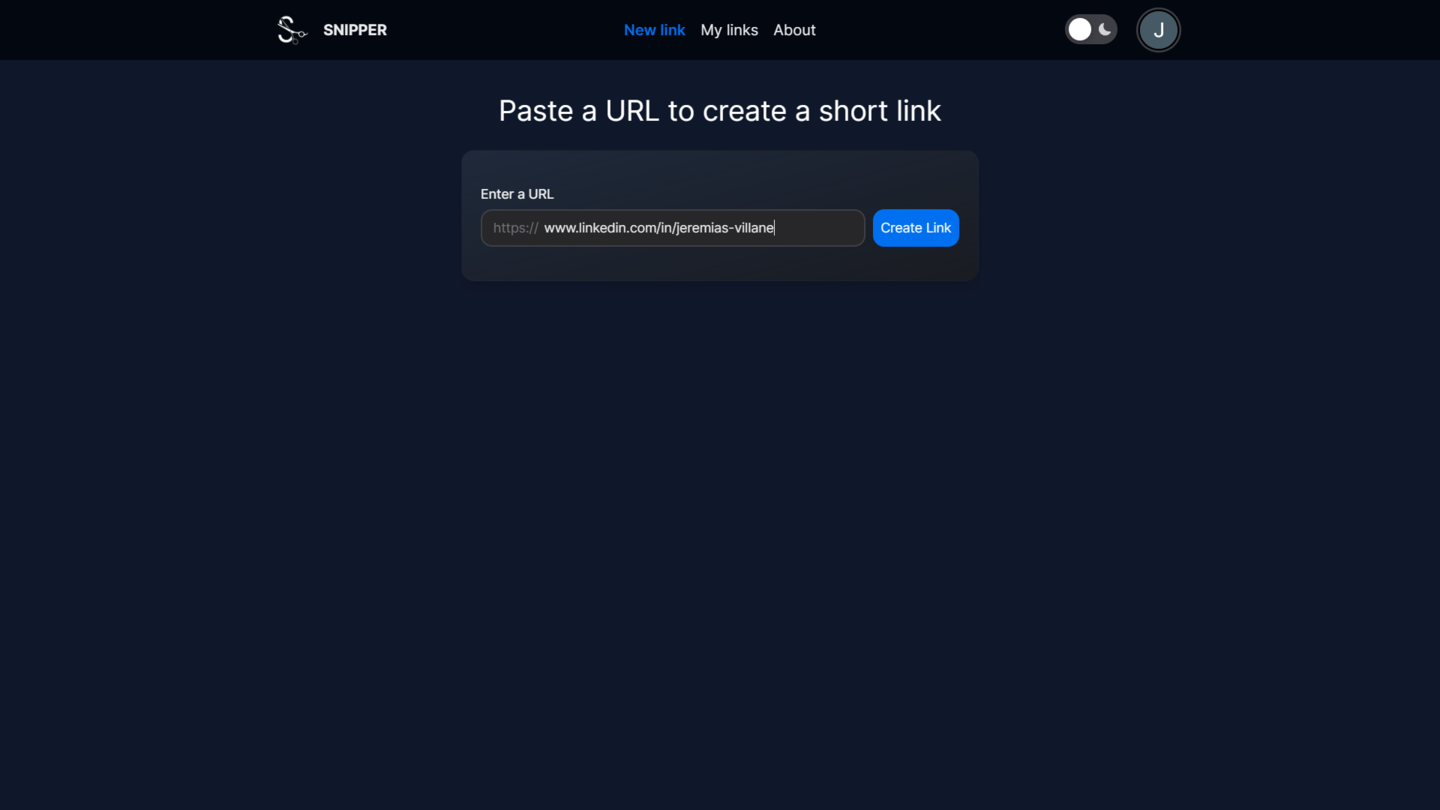 SNIPPER New link My links About J
Paste a URL to create a short link
Enter a URL
https:// www.linkedin.com/in/jeremias-villane Create Link